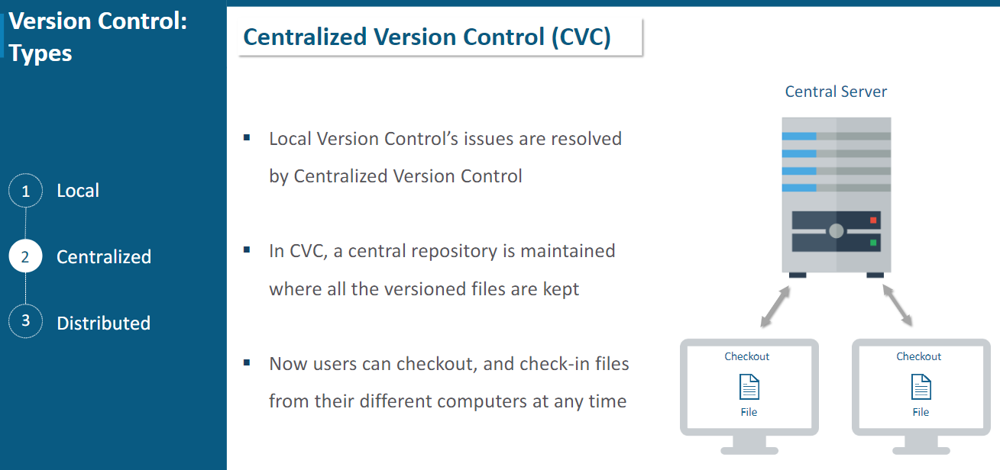 Version Control:
Types
1 Local
2 Centralized
3 Distributed
Centralized Version Control (CVC)
▪ Local Version Control’s issues are resolved
by Centralized Version Control
▪ In CVC, a central repository is maintained
where all the versioned files are kept
▪ Now users can checkout, and check-in files
from their different computers at any time
Central Server
Checkout
File
Checkout
File